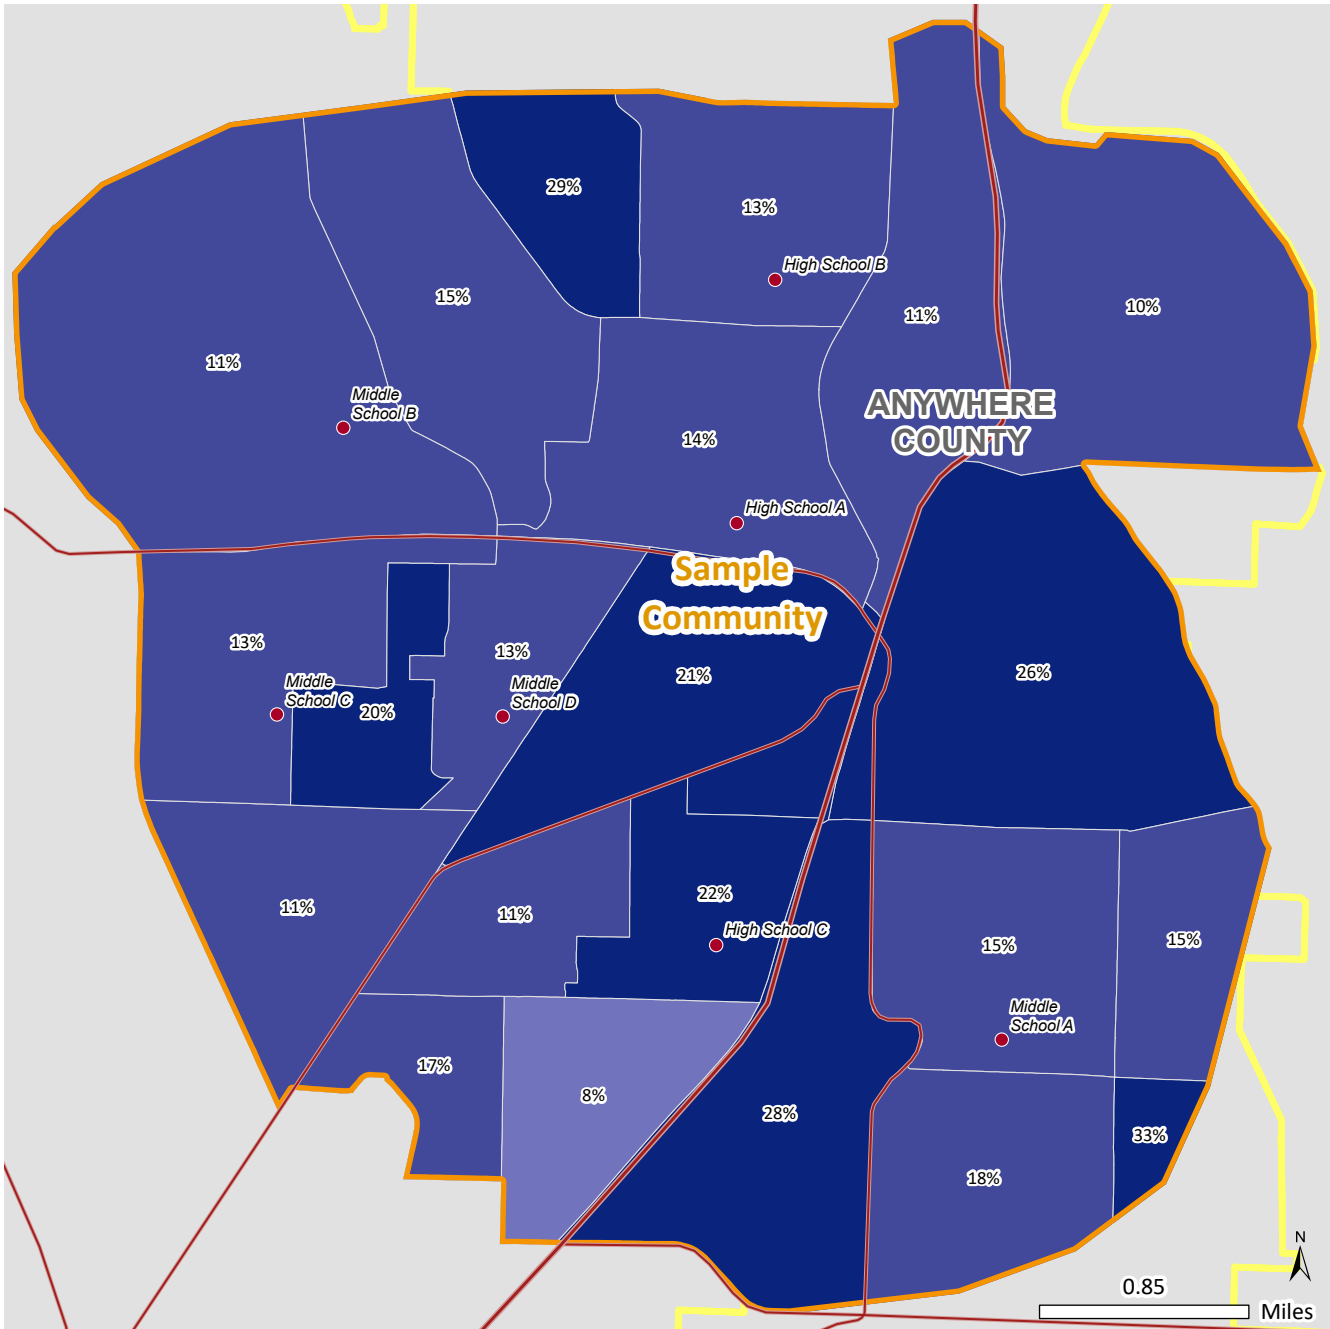 29%
13%
High School B
15%
11%
10%
11%
Middle
School B
ANYWHERE
COUNTY
14%
High School A
Sample
Community
13%
13%
21%
26%
Middle
School C
20%
Middle
School D
22%
11%
11%
High School C
15%
15%
Middle
School A
17%
8%
28%
33%
18%
N
0.85
Miles